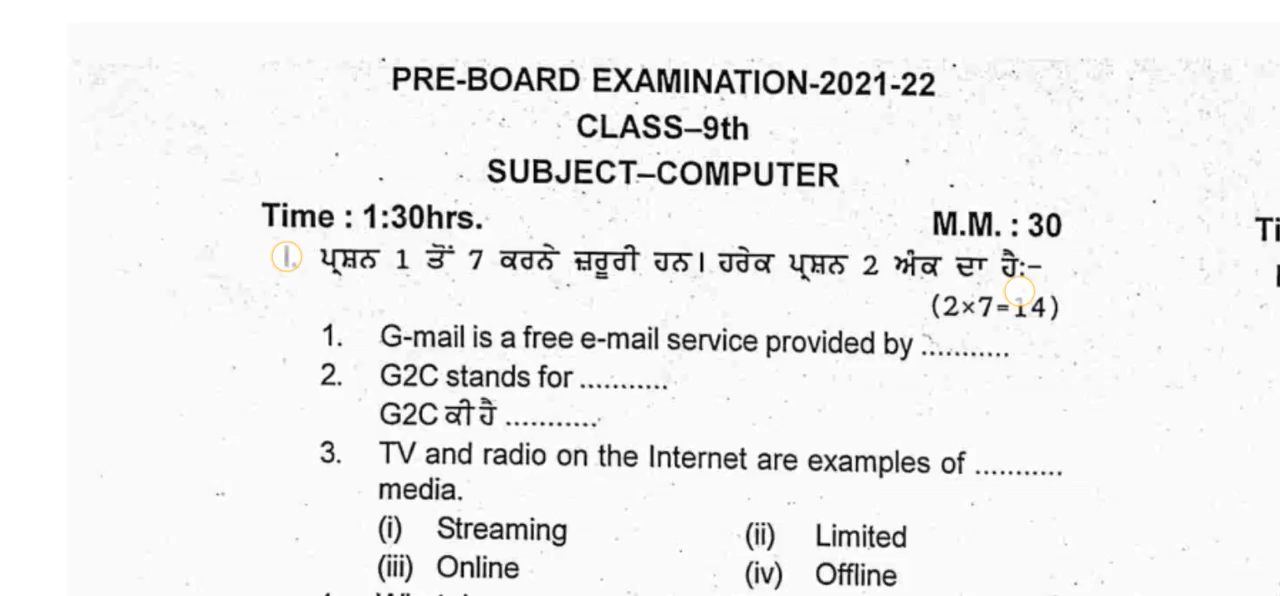 PRE-BOARD EXAMINATION-2021-22
CLASS–9th
SUBJECT–COMPUTER
Time : 1:30hrs. M.M. : 30
I. ਪ੍ਰਸ਼ਨ 1 ਤੋਂ 7 ਕਰਨੇ ਜ਼ਰੂਰੀ ਹਨ। ਹਰੇਕ ਪ੍ਰਸ਼ਨ 2 ਅੰਕ ਦਾ ਹੈ:–
(2×7=14)
1. G-mail is a free e-mail service provided by ...........
2. G2C stands for ...........
G2C ਕੀ ਹੈ ...........
3. TV and radio on the Internet are examples of ...........
media.
(i) Streaming (ii) Limited
(iii) Online (iv) Offline